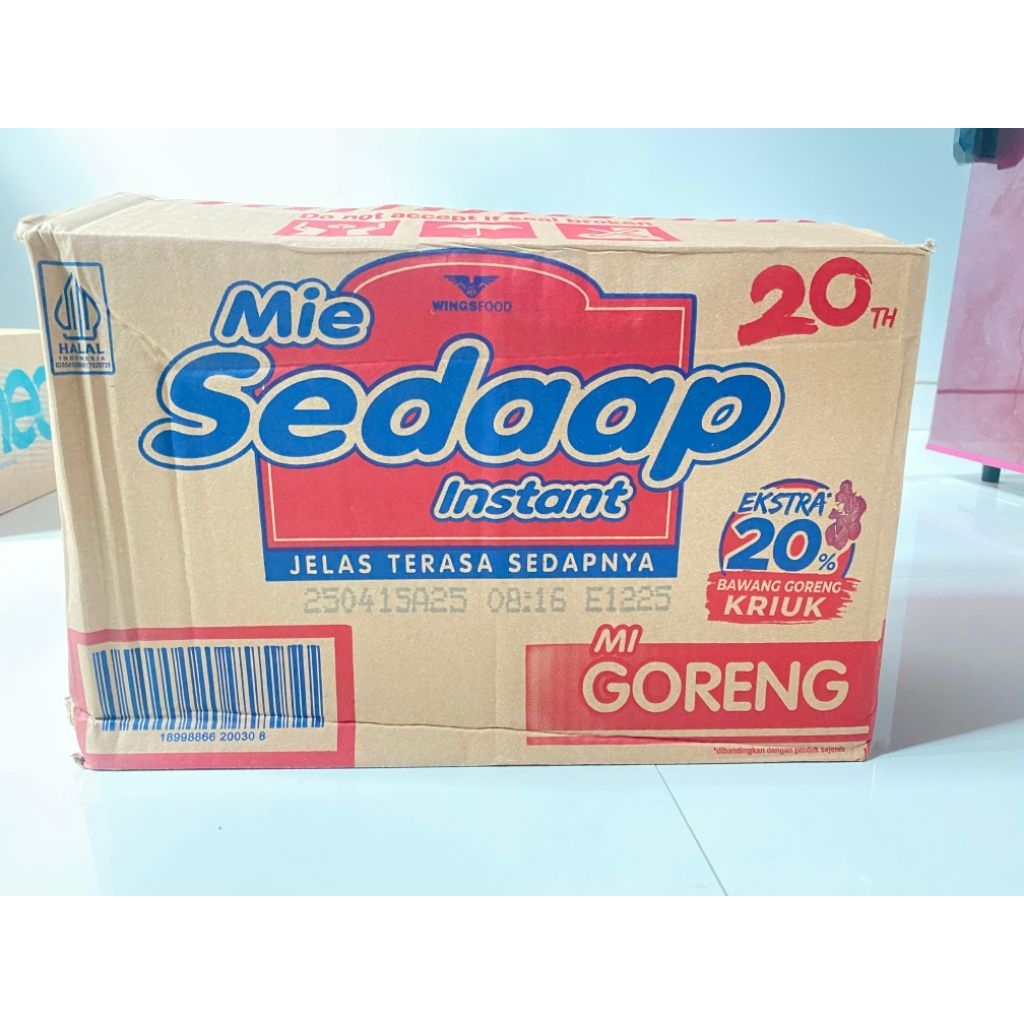 Do not accept if seal broken
HALAL
INDONESIA
WINGSFOOD
20TH
Mie
Sedaap
Instant
JELAS TERASA SEDAPNYA
EKSTRA*
20%
BAWANG GORENG
KRIUK
250415A25 08:16 E1225
MI
GORENG
18998866 20030 8
*dibandingkan dengan produk sejenis